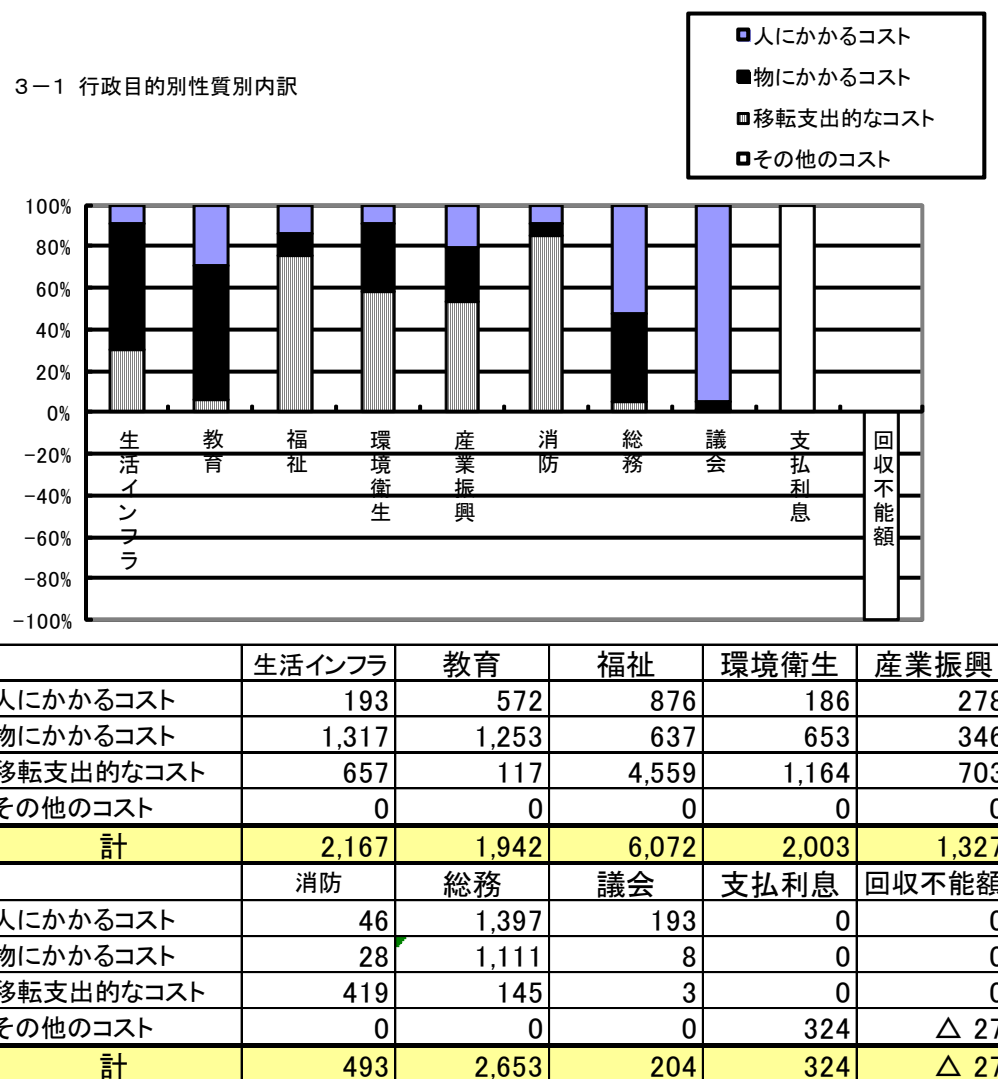 人にかかるコスト
物にかかるコスト
移転支出的なコスト
その他のコスト
3－1 行政目的別性質別内訳
100%
80%
60%
40%
20%
0%
-20%
-40%
-60%
-80%
-100%
生活インフラ
教育
福祉
環境衛生
産業振興
消防
総務
議会
支払利息
回収不能額
生活インフラ 教育 福祉 環境衛生 産業振興
人にかかるコスト 193 572 876 186 278
物にかかるコスト 1,317 1,253 637 653 346
移転支出的なコスト 657 117 4,559 1,164 703
その他のコスト 0 0 0 0 0
計 2,167 1,942 6,072 2,003 1,327
消防 総務 議会 支払利息 回収不能額
人にかかるコスト 46 1,397 193 0 0
物にかかるコスト 28 1,111 8 0 0
移転支出的なコスト 419 145 3 0 0
その他のコスト 0 0 0 324 △ 27
計 493 2,653 204 324 △ 27